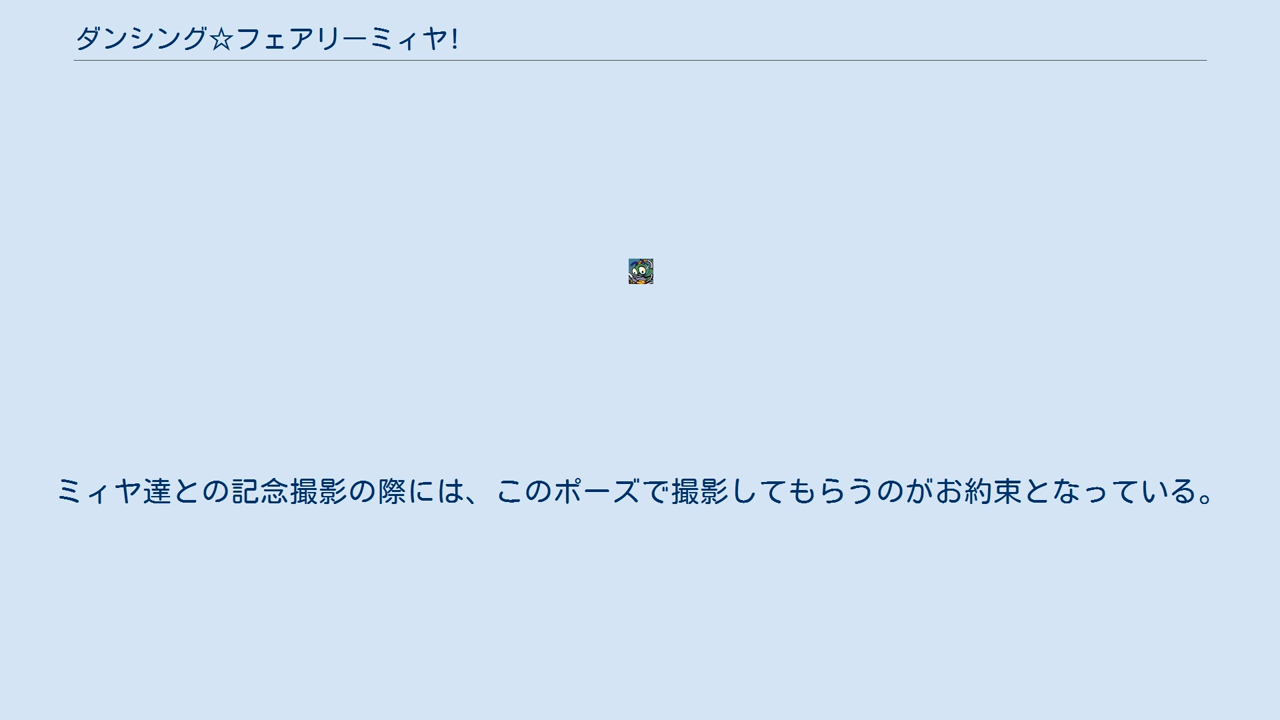 ダンシング☆フェアリーミィヤ!
ミィヤ達との記念撮影の際には、このポーズで撮影してもらうのがお約束となっている。